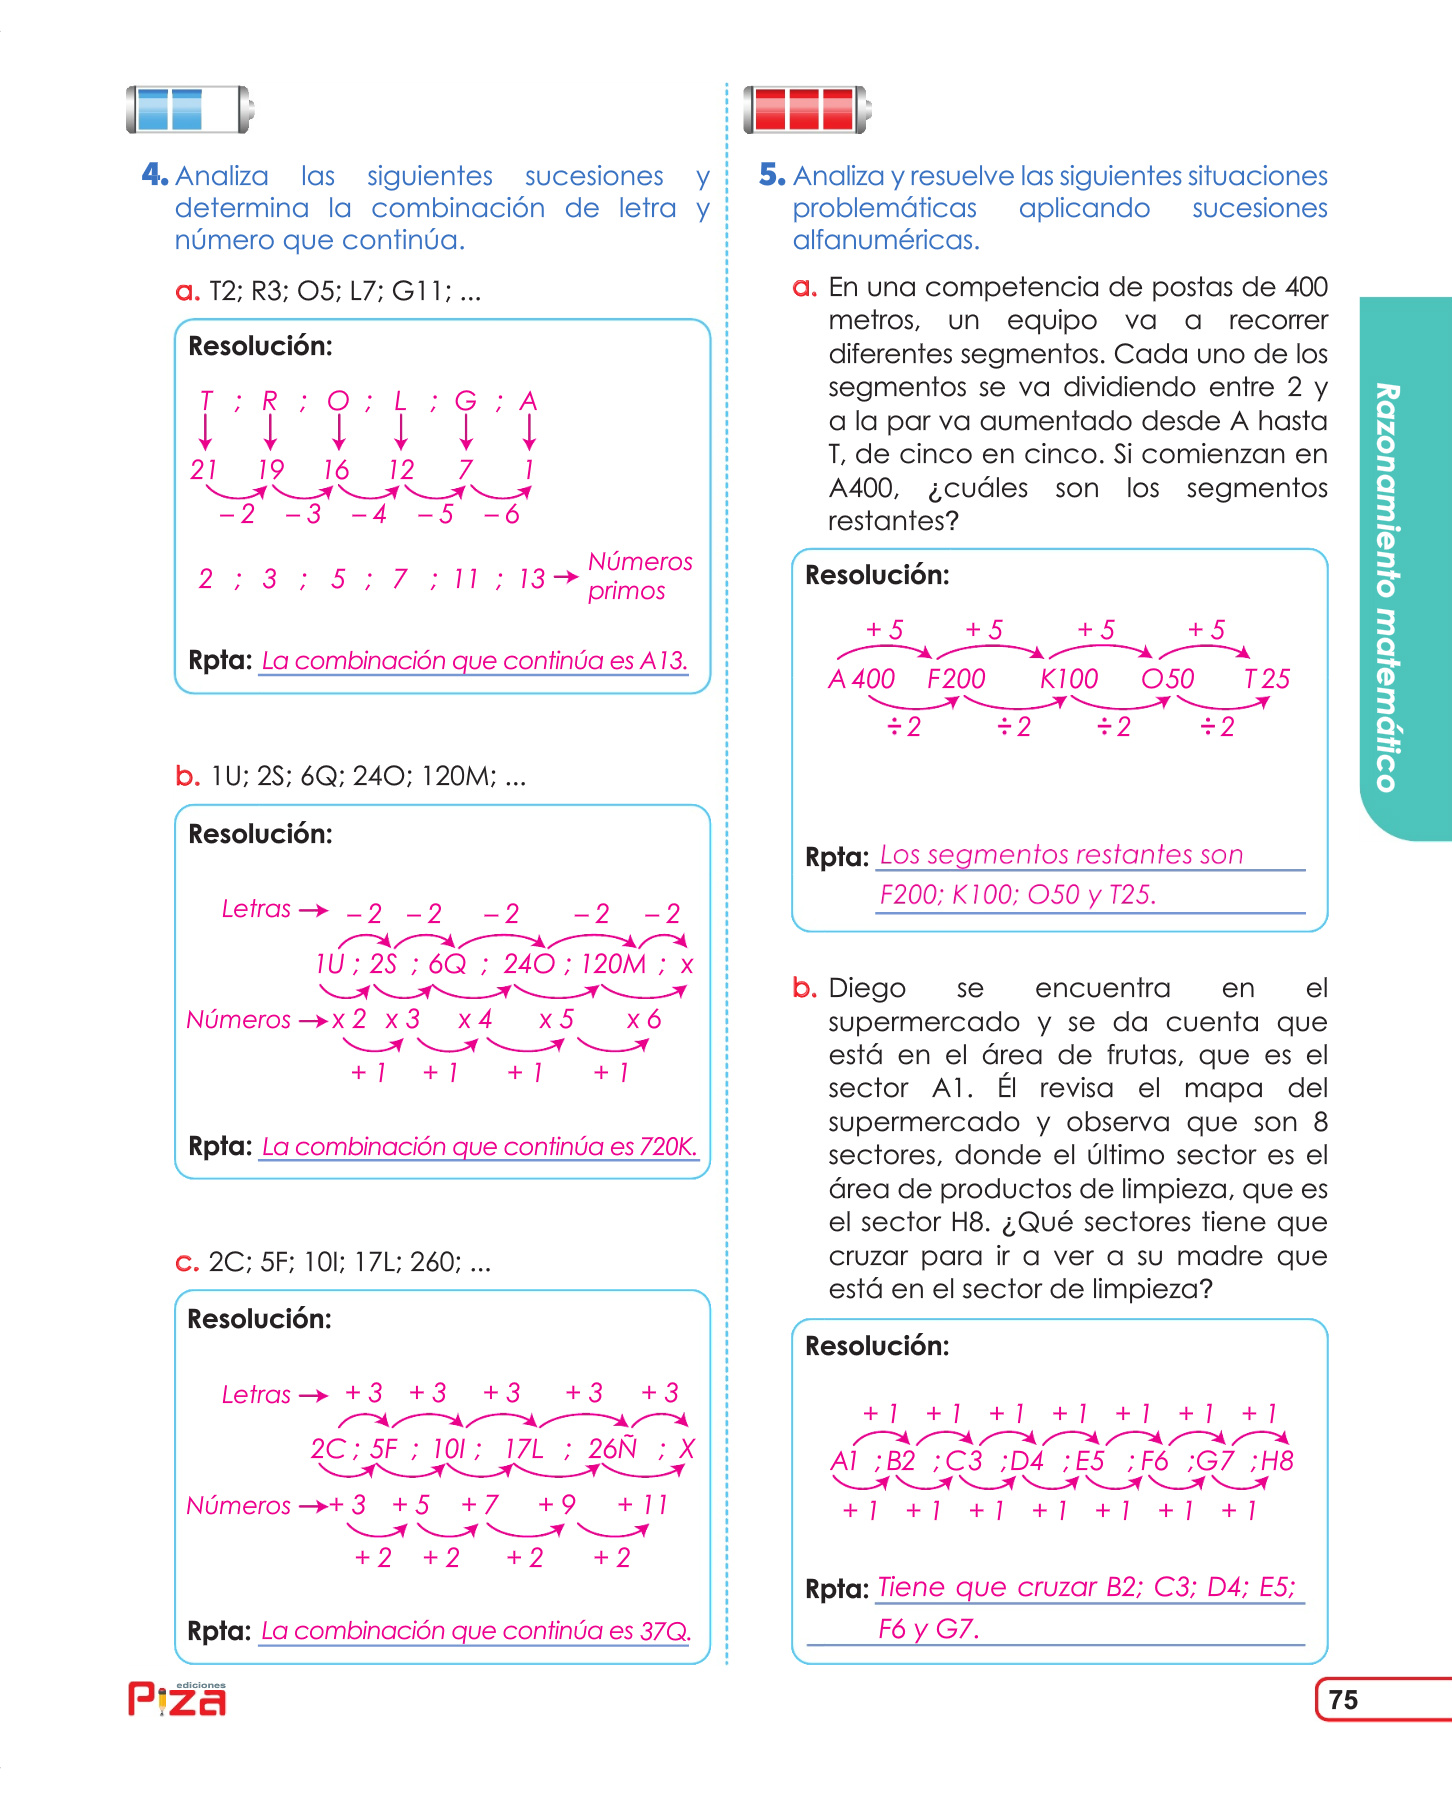 4. Analiza las siguientes sucesiones y
determina la combinación de letra y
número que continúa.
a. T2; R3; O5; L7; G11; ...
Resolución:
T ; R ; O ; L ; G ; A
21 19 16 12 7 1
– 2 – 3 – 4 – 5 – 6
2 ; 3 ; 5 ; 7 ; 11 ; 13 → Números
primos
Rpta: La combinación que continúa es A13.
b. 1U; 2S; 6Q; 24O; 120M; ...
Resolución:
Letras → – 2 – 2 – 2 – 2 – 2
1U ; 2S ; 6Q ; 24O ; 120M ; x
Números → x 2 x 3 x 4 x 5 x 6
+ 1 + 1 + 1 + 1
Rpta: La combinación que continúa es 720K.
c. 2C; 5F; 10I; 17L; 260; ...
Resolución:
Letras → + 3 + 3 + 3 + 3 + 3
2C ; 5F ; 10I ; 17L ; 26Ñ ; X
Números → + 3 + 5 + 7 + 9 + 11
+ 2 + 2 + 2 + 2
Rpta: La combinación que continúa es 37Q.
5. Analiza y resuelve las siguientes situaciones
problemáticas aplicando sucesiones
alfanuméricas.
a. En una competencia de postas de 400
metros, un equipo va a recorrer
diferentes segmentos. Cada uno de los
segmentos se va dividiendo entre 2 y
a la par va aumentado desde A hasta
T, de cinco en cinco. Si comienzan en
A400, ¿cuáles son los segmentos
restantes?
Resolución:
+ 5 + 5 + 5 + 5
A 400 F200 K100 O50 T 25
÷ 2 ÷ 2 ÷ 2 ÷ 2
Rpta: Los segmentos restantes son
F200; K100; O50 y T25.
b. Diego se encuentra en el
supermercado y se da cuenta que
está en el área de frutas, que es el
sector A1. Él revisa el mapa del
supermercado y observa que son 8
sectores, donde el último sector es el
área de productos de limpieza, que es
el sector H8. ¿Qué sectores tiene que
cruzar para ir a ver a su madre que
está en el sector de limpieza?
Resolución:
+ 1 + 1 + 1 + 1 + 1 + 1 + 1
A1 ; B2 ; C3 ; D4 ; E5 ; F6 ; G7 ; H8
+ 1 + 1 + 1 + 1 + 1 + 1 + 1
Rpta: Tiene que cruzar B2; C3; D4; E5;
F6 y G7.
Razonamiento matemático
ediciones
Piza
75